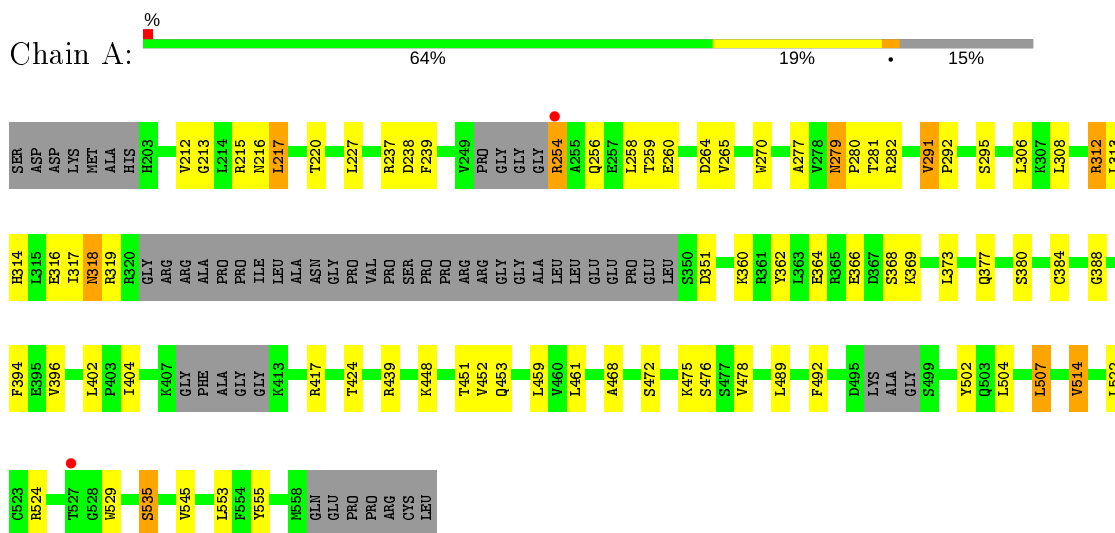 %
Chain A:
64% 19% • 15%
SER ASP ASP LYS MET ALA HIS H203 V212 G213 L214 R215 N216 L217 T220 L227 R237 D238 F239 V249 PRO GLY GLY GLY R254 A255 Q256 E257 L258 T259 E260 D264 V265 W270 A277 V278 N279 P280 T281 R282 V291 P292 S295 L306 K307 L308 R312 L313
H314 L315 E316 I317 N318 R319 R320 GLY ARG ARG ALA PRO PRO ILE LEU ALA ASN GLY PRO VAL PRO SER PRO PRO ARG ARG GLY GLY ALA LEU LEU GLU GLU PRO GLU LEU S350 D351 K360 R361 Y362 L363 E364 R365 E366 D367 S368 K369 L373 Q377 S380 C384 G388
F394 E395 V396 L402 P403 I404 K407 GLY PHE ALA GLY GLY K413 R417 T424 R439 K448 T451 V452 Q453 L459 V460 L461 A468 S472 K475 S476 S477 V478 L489 F492 D495 LYS ALA GLY S499 Y502 Q503 L504 L507 V514 L522
C523 R524 T527 G528 W529 S535 V545 L553 F554 Y555 M558 GLN GLU PRO PRO ARG CYS LEU